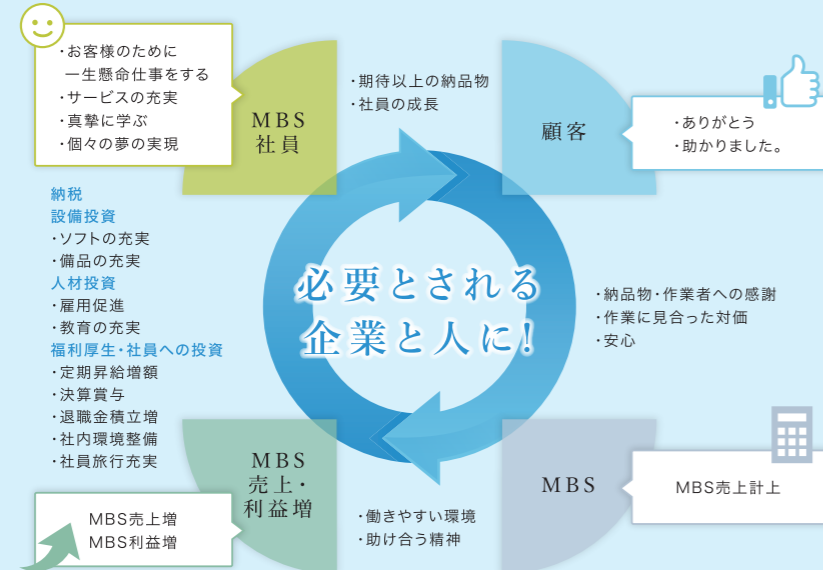 ・お客様のために
一生懸命仕事をする
・サービスの充実
・真摯に学ぶ
・個々の夢の実現
MBS
社員
・期待以上の納品物
・社員の成長
顧客
・ありがとう
・助かりました。
納税
設備投資
・ソフトの充実
・備品の充実
人材投資
・雇用促進
・教育の充実
福利厚生・社員への投資
・定期昇給増額
・決算賞与
・退職金積立増
・社内環境整備
・社員旅行充実
必要とされる
企業と人に!
・納品物・作業者への感謝
・作業に見合った対価
・安心
MBS
売上・
利益増
MBS売上増
MBS利益増
・働きやすい環境
・助け合う精神
MBS
MBS売上計上